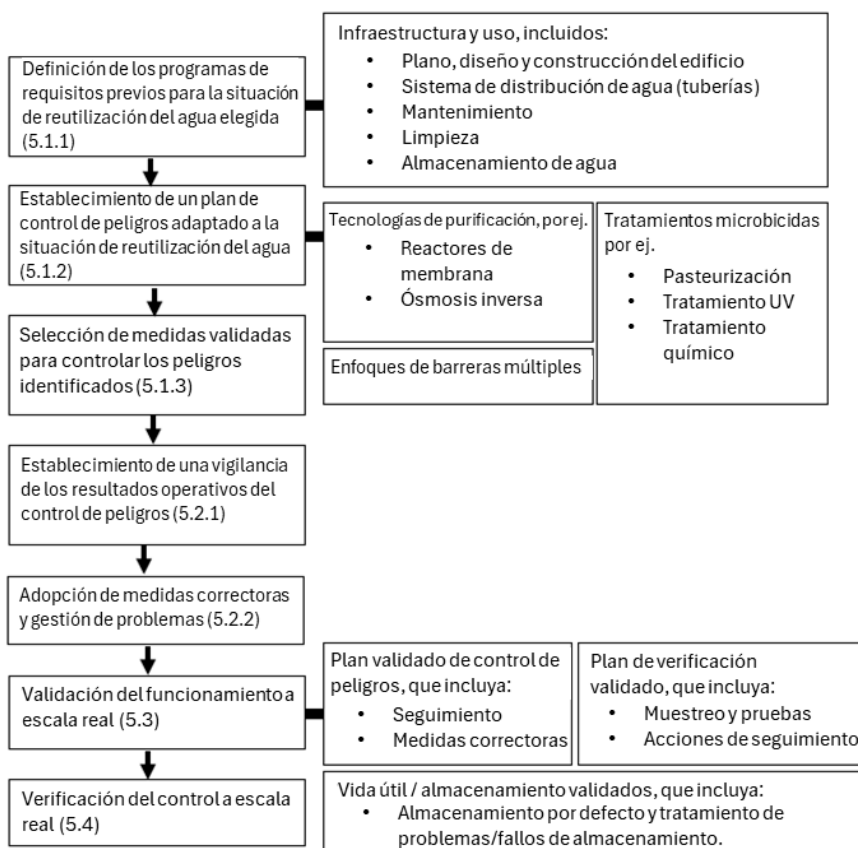 Definición de los programas de
requisitos previos para la situación
de reutilización del agua elegida
(5.1.1)
Infraestructura y uso, incluidos:
• Plano, diseño y construcción del edificio
• Sistema de distribución de agua (tuberías)
• Mantenimiento
• Limpieza
• Almacenamiento de agua
Establecimiento de un plan de
control de peligros adaptado a la
situación de reutilización del agua
(5.1.2)
Tecnologías de purificación, por ej.
• Reactores de
membrana
• Ósmosis inversa
Tratamientos microbicidas
por ej.
• Pasteurización
• Tratamiento UV
• Tratamiento
químico
Enfoques de barreras múltiples
Selección de medidas validadas
para controlar los peligros
identificados (5.1.3)
Establecimiento de una vigilancia
de los resultados operativos del
control de peligros (5.2.1)
Adopción de medidas correctoras
y gestión de problemas (5.2.2)
Validación del funcionamiento a
escala real (5.3)
Plan validado de control de
peligros, que incluya:
• Seguimiento
• Medidas correctoras
Plan de verificación
validado, que incluya:
• Muestreo y pruebas
• Acciones de seguimiento
Verificación del control a escala
real (5.4)
Vida útil / almacenamiento validados, que incluya:
• Almacenamiento por defecto y tratamiento de
problemas/fallos de almacenamiento.